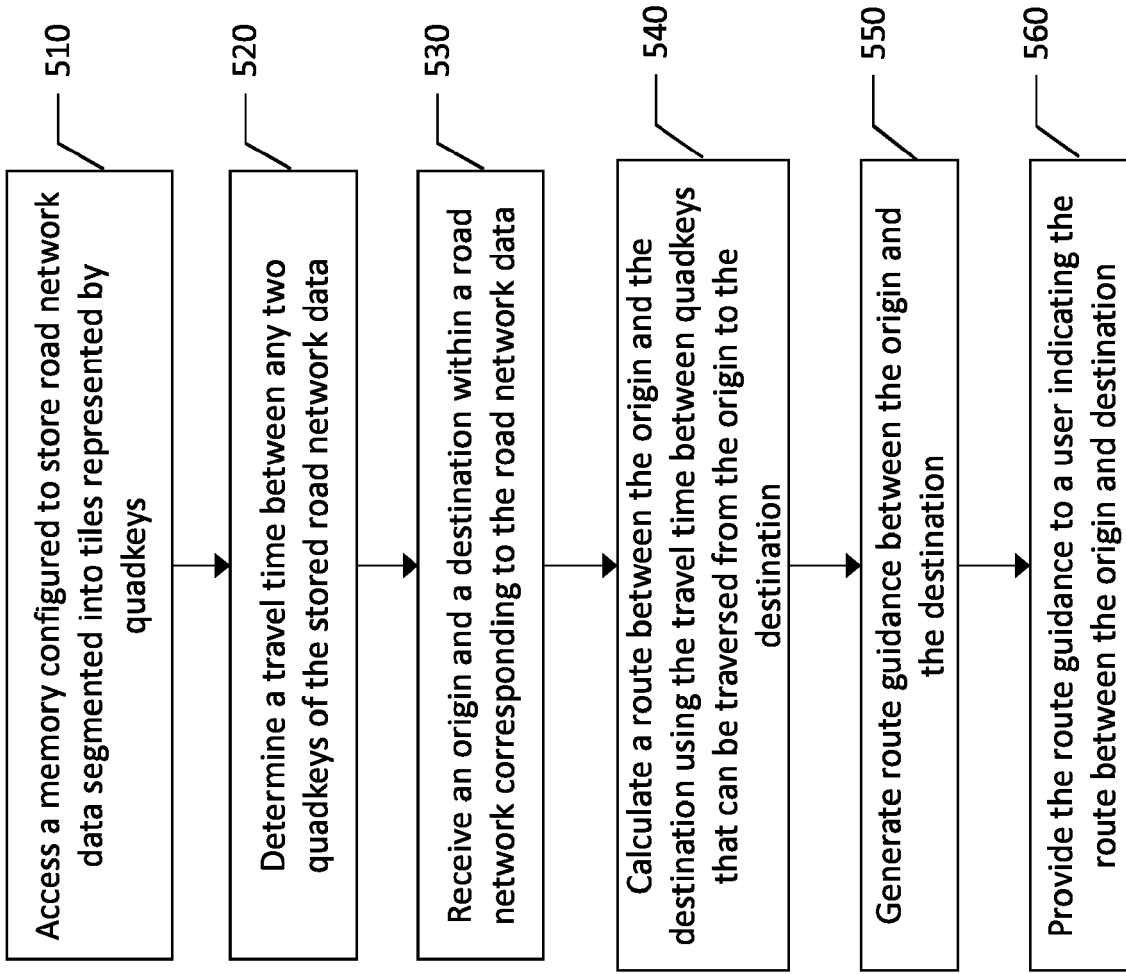 Access a memory configured to store road network
data segmented into tiles represented by
quadkeys
510
Determine a travel time between any two
quadkeys of the stored road network data
520
Receive an origin and a destination within a road
network corresponding to the road network data
530
Calculate a route between the origin and the
destination using the travel time between quadkeys
that can be traversed from the origin to the
destination
540
Generate route guidance between the origin and
the destination
550
Provide the route guidance to a user indicating the
route between the origin and destination
560